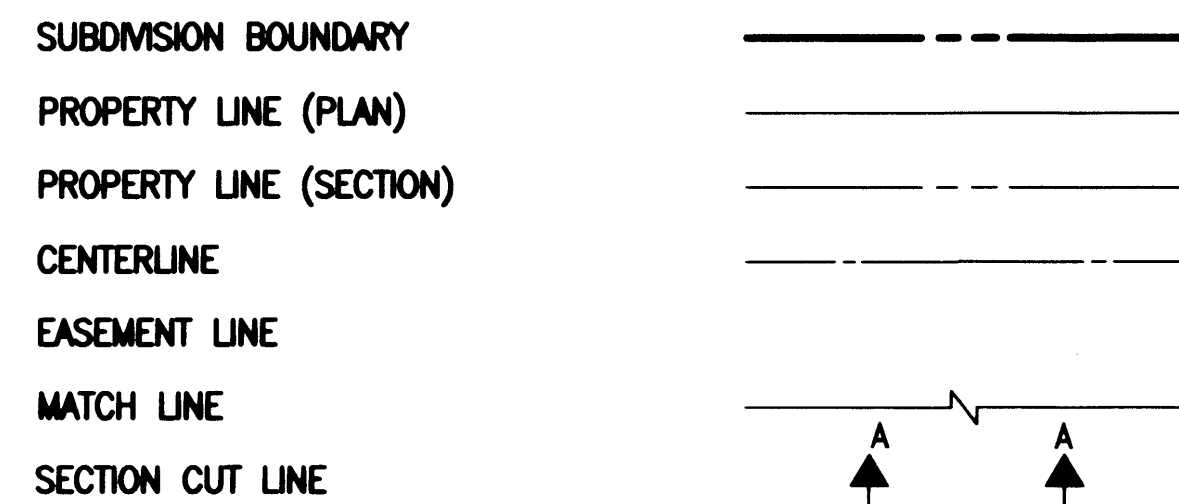 SUBDIVISION BOUNDARY
PROPERTY LINE (PLAN)
PROPERTY LINE (SECTION)
CENTERLINE
EASEMENT LINE
MATCH LINE
A A
SECTION CUT LINE